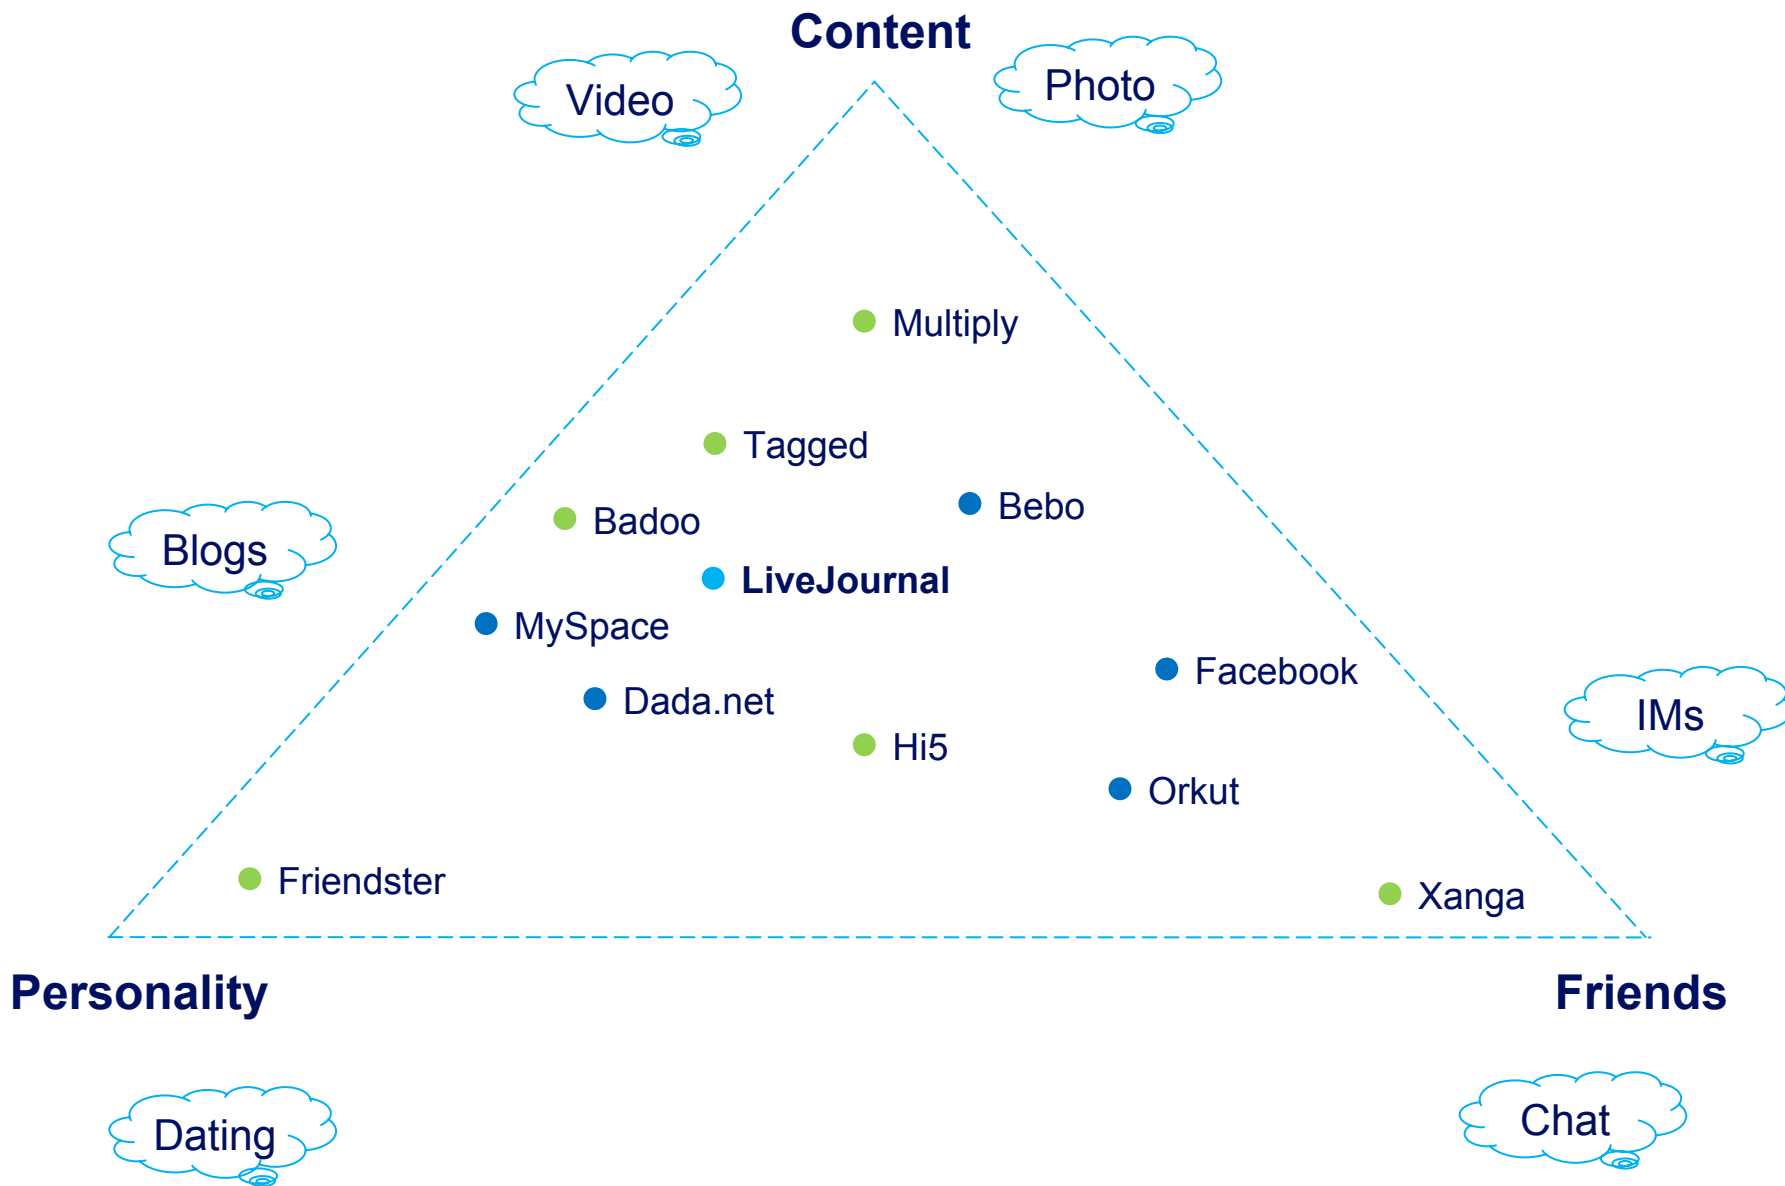 Content
Video
Photo
Multiply
Tagged
Bebo
Badoo
Blogs
LiveJournal
MySpace
Facebook
Dada.net
IMs
Hi5
Orkut
Friendster
Xanga
Personality
Friends
Dating
Chat